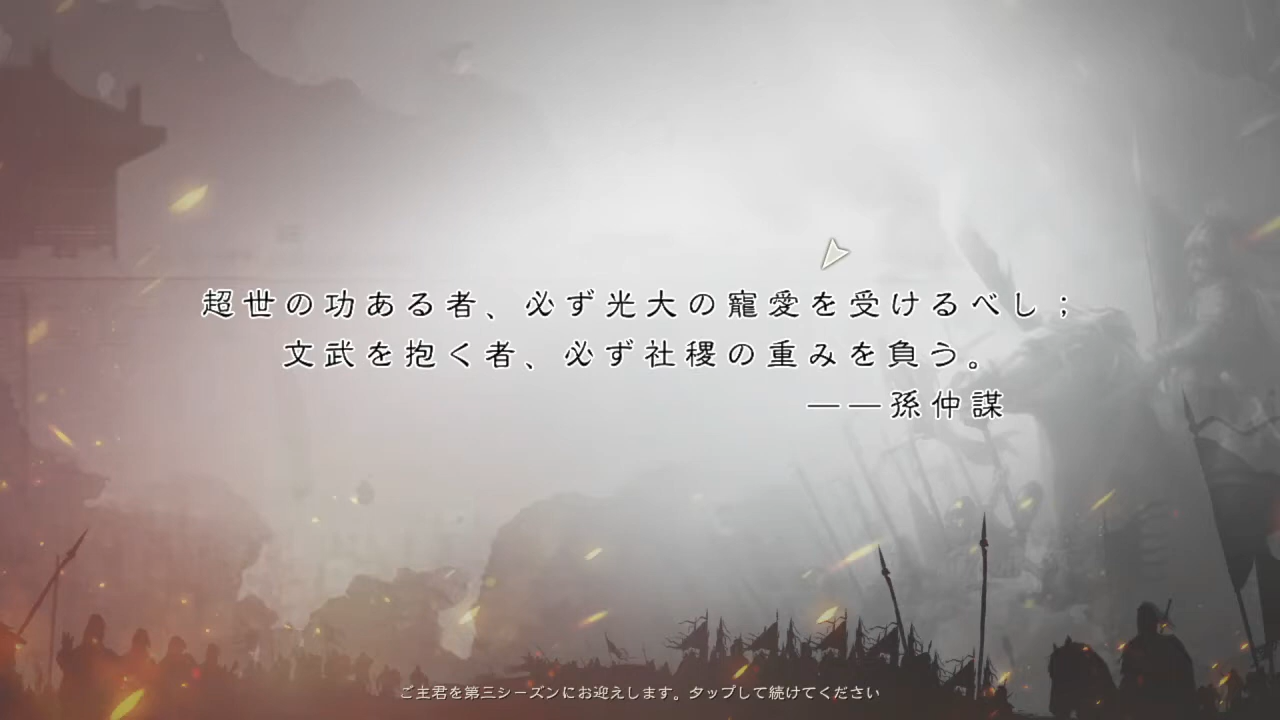 超世の功ある者、必ず光大の寵愛を受けるべし；
文武を抱く者、必ず社稷の重みを負う。
——孫仲謀
ご主君を第三シーズンにお迎えします。タップして続けてください